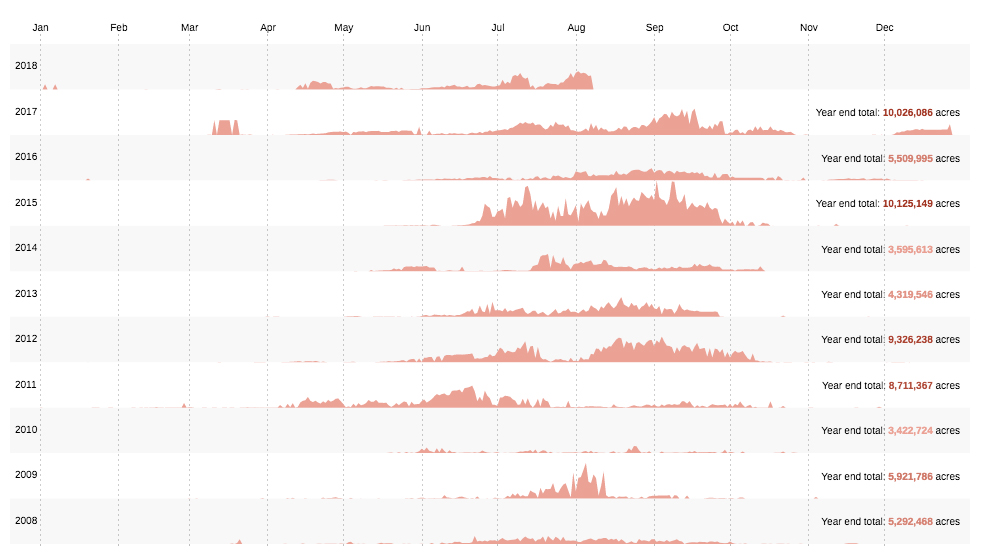 Jan Feb Mar Apr May Jun Jul Aug Sep Oct Nov Dec
2018
2017 Year end total: 10,026,086 acres
2016 Year end total: 5,509,995 acres
2015 Year end total: 10,125,149 acres
2014 Year end total: 3,595,613 acres
2013 Year end total: 4,319,546 acres
2012 Year end total: 9,326,238 acres
2011 Year end total: 8,711,367 acres
2010 Year end total: 3,422,724 acres
2009 Year end total: 5,921,786 acres
2008 Year end total: 5,292,468 acres